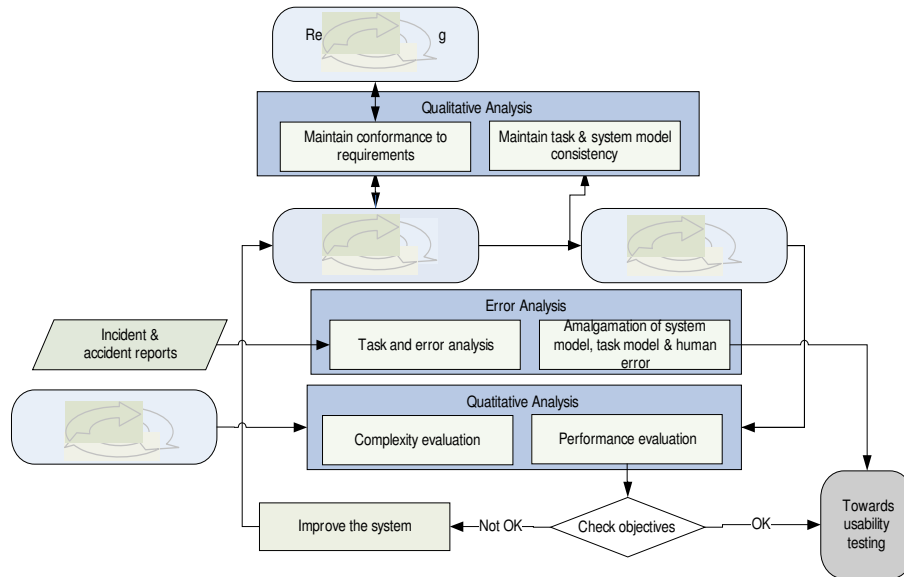 Re g
Qualitative Analysis
Maintain conformance to
requirements
Maintain task & system model
consistency
Error Analysis
Incident &
accident reports
Task and error analysis
Amalgamation of system
model, task model & human
error
Quatitative Analysis
Complexity evaluation
Performance evaluation
Improve the system
Not OK
Check objectives
OK
Towards
usability
testing